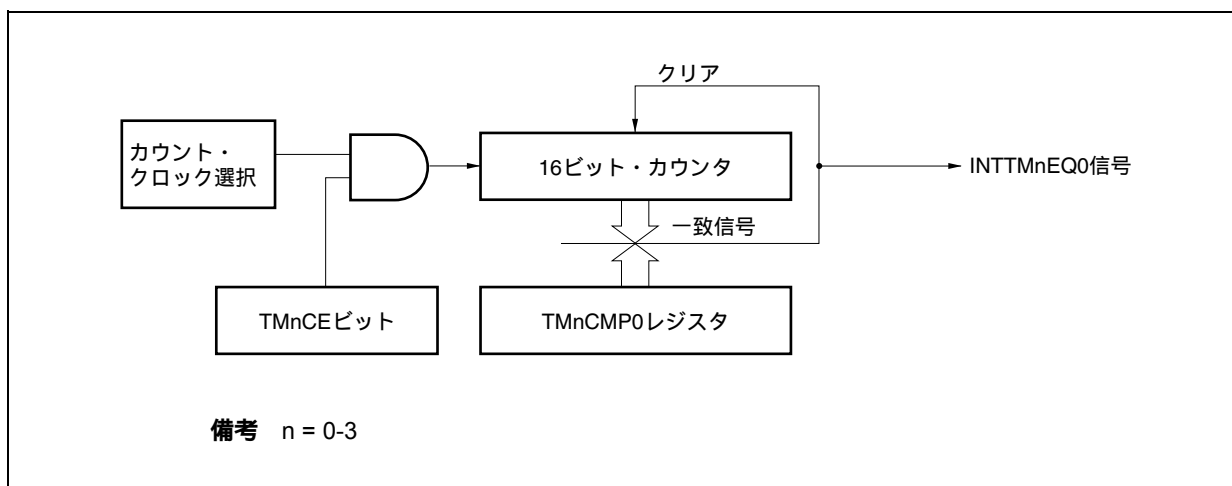 クリア
カウント・
クロック選択
16ビット・カウンタ
INTTMnEQ0信号
一致信号
TMnCEビット
TMnCMP0レジスタ
備考 n = 0-3